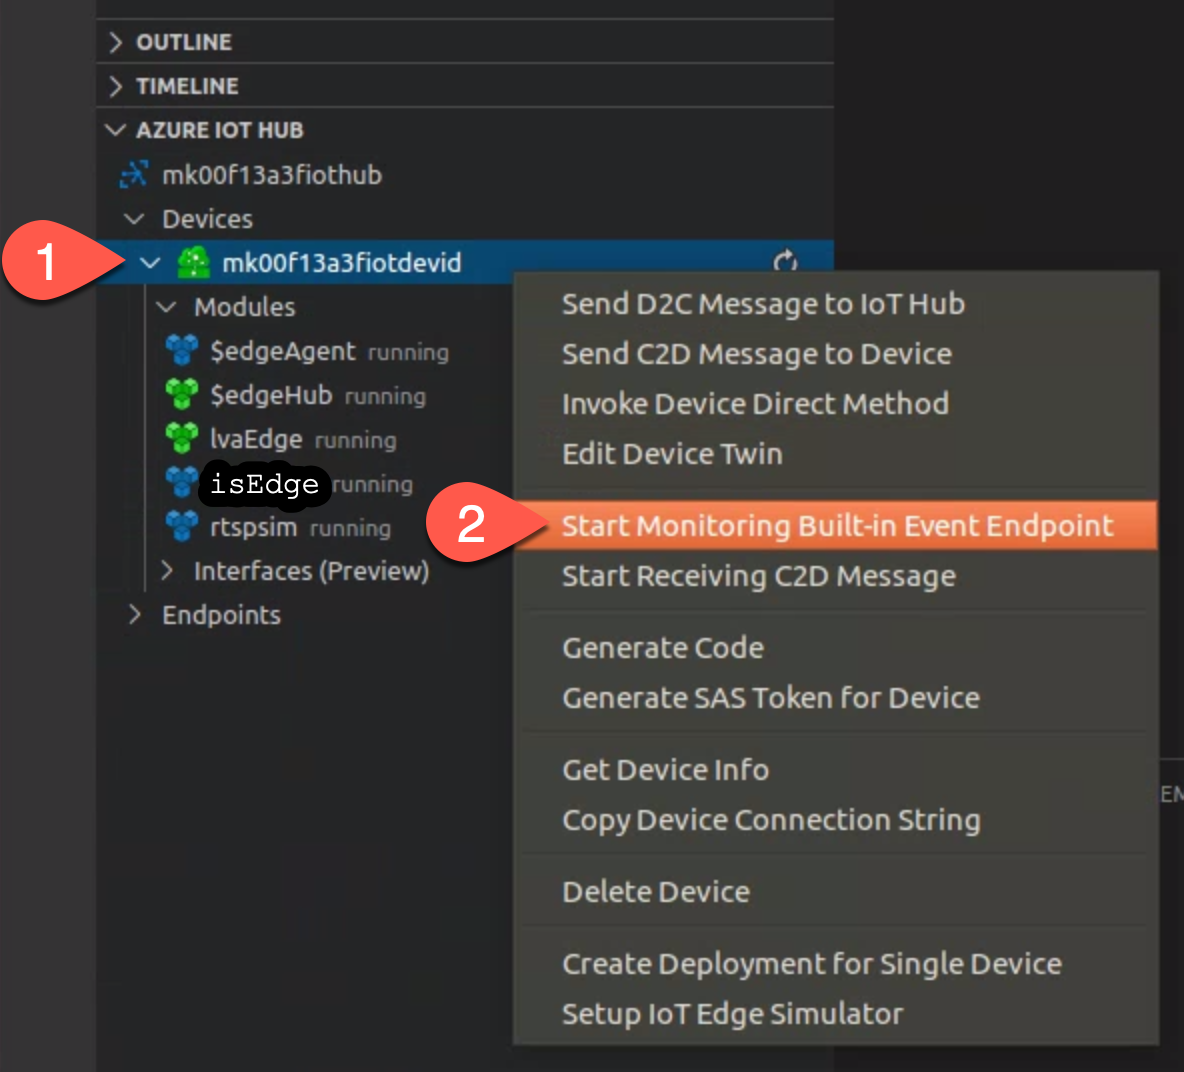 OUTLINE
TIMELINE
AZURE IOT HUB
mk00f13a3fiothub
Devices
1
mk00f13a3fiotdevid
Modules
$edgeAgent running
$edgeHub running
lvaEdge running
isEdge running
rtspsim running
Interfaces (Preview)
Endpoints
Send D2C Message to IoT Hub
Send C2D Message to Device
Invoke Device Direct Method
Edit Device Twin
2
Start Monitoring Built-in Event Endpoint
Start Receiving C2D Message
Generate Code
Generate SAS Token for Device
Get Device Info
Copy Device Connection String
Delete Device
Create Deployment for Single Device
Setup IoT Edge Simulator